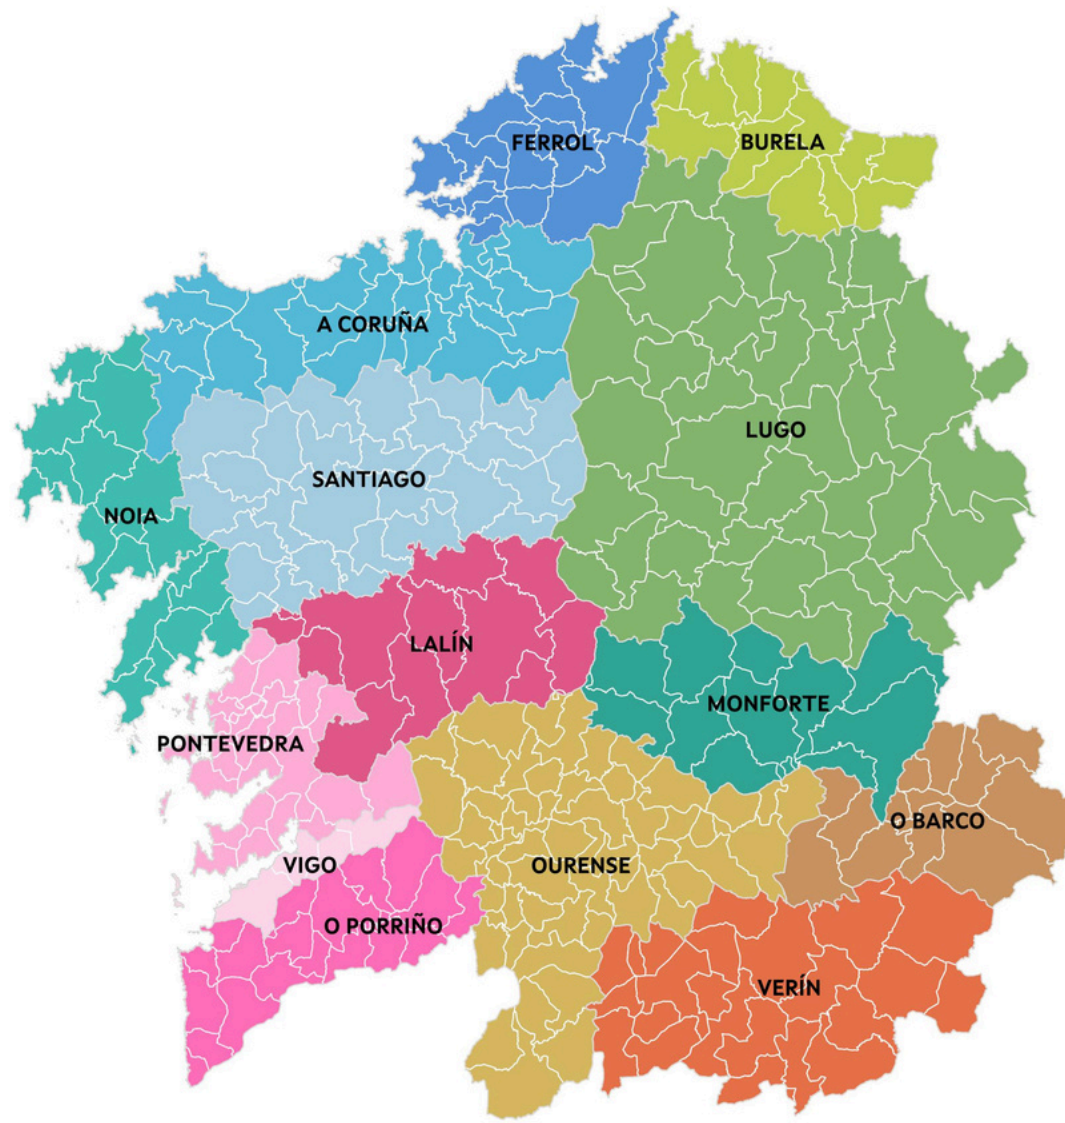 FERROL
BURELA
A CORUÑA
LUGO
SANTIAGO
NOIA
LALÍN
MONFORTE
PONTEVEDRA
O BARCO
VIGO
OURENSE
O PORRIÑO
VERÍN